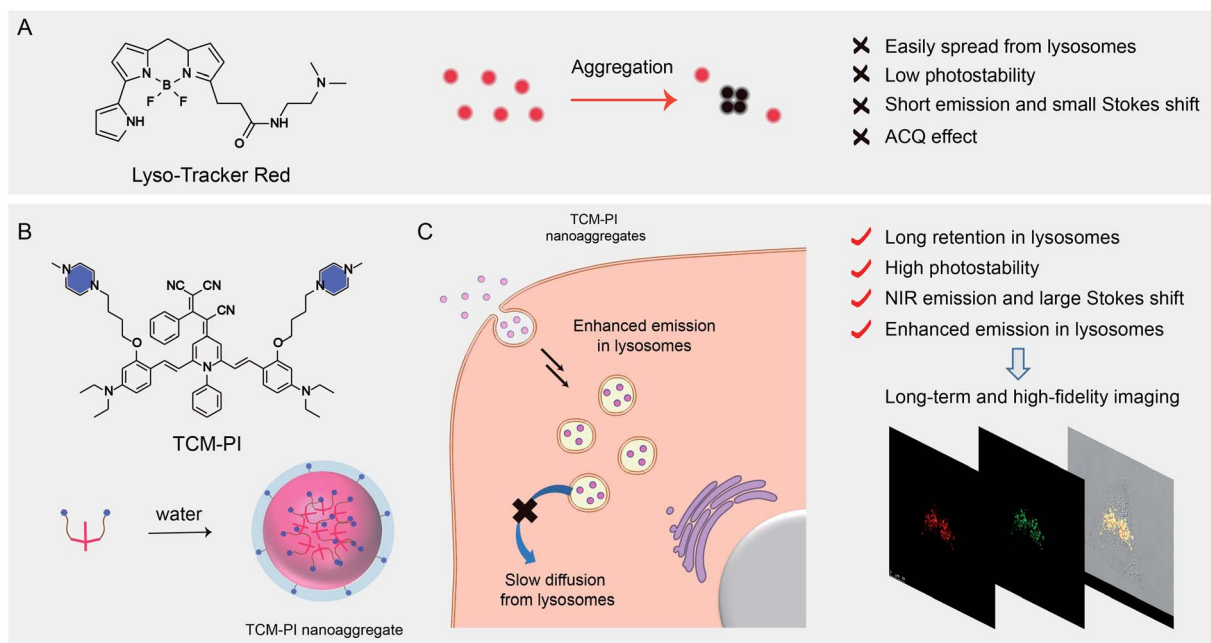 A
B
F
F
N
N
NH
O
NH
N
Lyso-Tracker Red
Aggregation
Easily spread from lysosomes
Low photostability
Short emission and small Stokes shift
ACQ effect
B
N
N
CN
CN
CN
N
N
O
O
N
N
N
TCM-PI
water
TCM-PI nanoaggregate
C
TCM-PI
nanoaggregates
Enhanced emission
in lysosomes
Slow diffusion
from lysosomes
Long retention in lysosomes
High photostability
NIR emission and large Stokes shift
Enhanced emission in lysosomes
Long-term and high-fidelity imaging